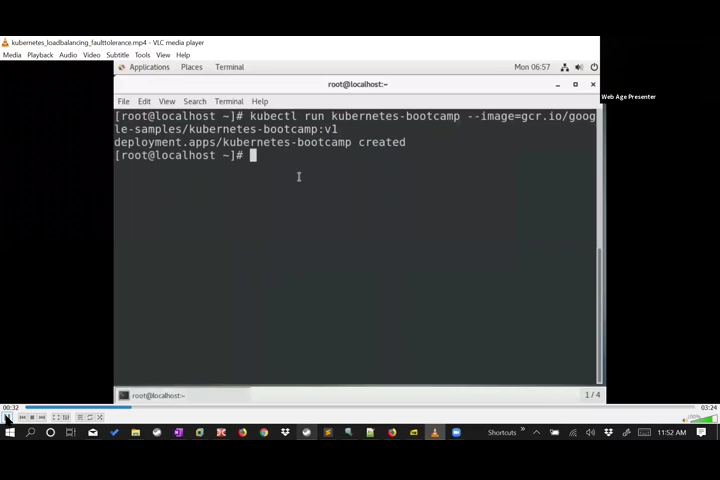 kubernetes_loadbalancing_faulttolerance.mp4 - VLC media player
Media Playback Audio Video Subtitle Tools View Help
Applications Places Terminal Mon 06:57
root@localhost:~
Web Age Presenter
File Edit View Search Terminal Help
[root@localhost ~]# kubectl run kubernetes-bootcamp --image=gcr.io/goog
le-samples/kubernetes-bootcamp:v1
deployment.apps/kubernetes-bootcamp created
[root@localhost ~]#
root@localhost:~ 1 / 4
00:32 03:24
100%
Shortcuts 11:52 AM